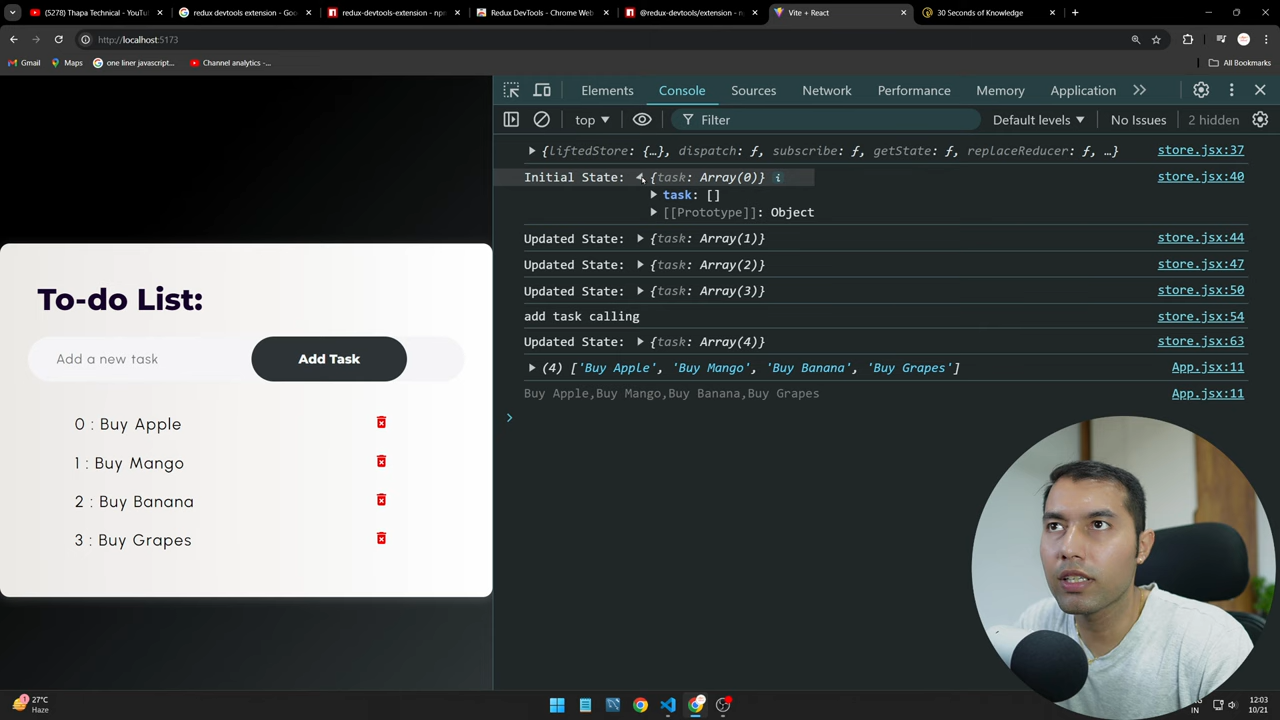 (5278) Thapa Technical - YouTu
redux devtools extension - Goo
redux-devtools-extension - npm
Redux DevTools - Chrome Web
@redux-devtools/extension - n
Vite + React
30 Seconds of Knowledge
http://localhost:5173
Gmail
Maps
one liner javascript...
Channel analytics -...
All Bookmarks
Elements
Console
Sources
Network
Performance
Memory
Application
top
Filter
Default levels
No Issues
2 hidden
{liftedStore: {…}, dispatch: ƒ, subscribe: ƒ, getState: ƒ, replaceReducer: ƒ, …}
store.jsx:37
Initial State: {task: Array(0)} i
store.jsx:40
task: []
[[Prototype]]: Object
Updated State: {task: Array(1)}
store.jsx:44
Updated State: {task: Array(2)}
store.jsx:47
Updated State: {task: Array(3)}
store.jsx:50
add task calling
store.jsx:54
Updated State: {task: Array(4)}
store.jsx:63
(4) ['Buy Apple', 'Buy Mango', 'Buy Banana', 'Buy Grapes']
App.jsx:11
Buy Apple,Buy Mango,Buy Banana,Buy Grapes
App.jsx:11
To-do List:
Add a new task
Add Task
0 : Buy Apple
1 : Buy Mango
2 : Buy Banana
3 : Buy Grapes
27°C
Haze
IN
12:03
10/21